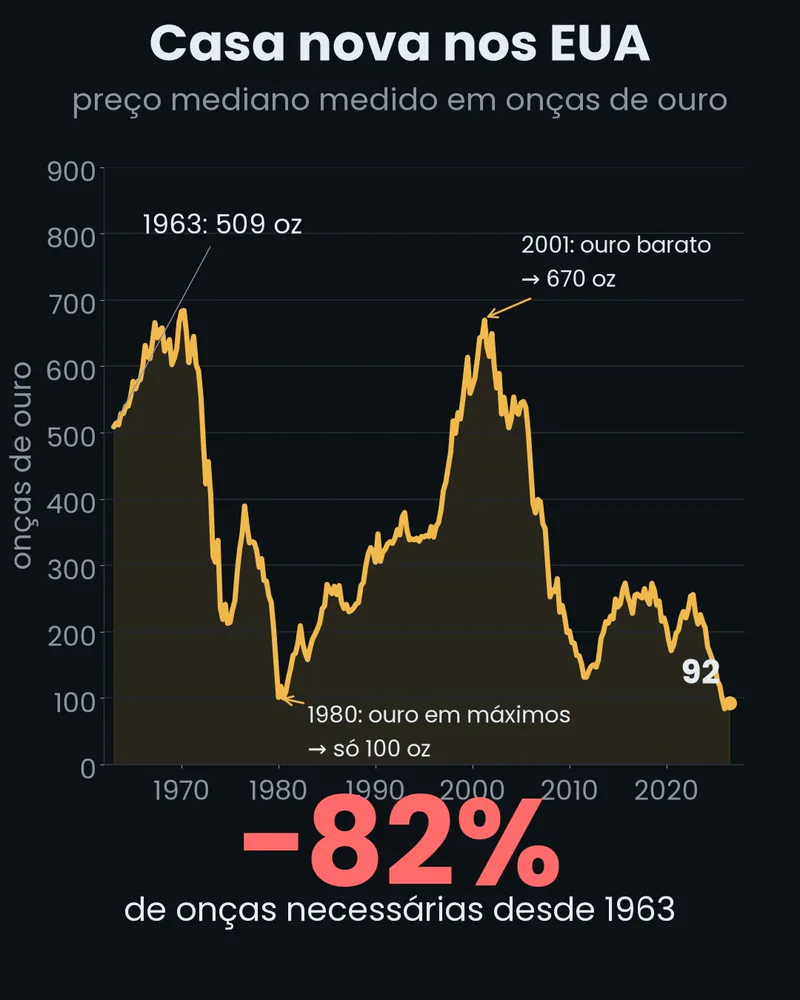 Casa nova nos EUA
preço mediano medido em onças de ouro
900
1963: 509 oz
800
2001: ouro barato
→ 670 oz
700
600
onças de ouro
500
400
300
200
92
100
1980: ouro em máximos
→ só 100 oz
0
1970 1980 1990 2000 2010 2020
-82%
de onças necessárias desde 1963